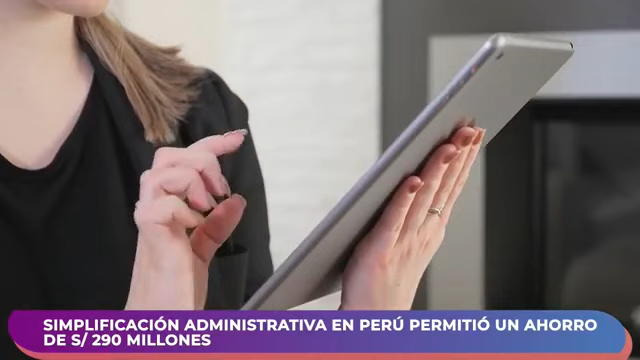 SIMPLIFICACIÓN ADMINISTRATIVA EN PERÚ PERMITIÓ UN AHORRO
DE S/ 290 MILLONES